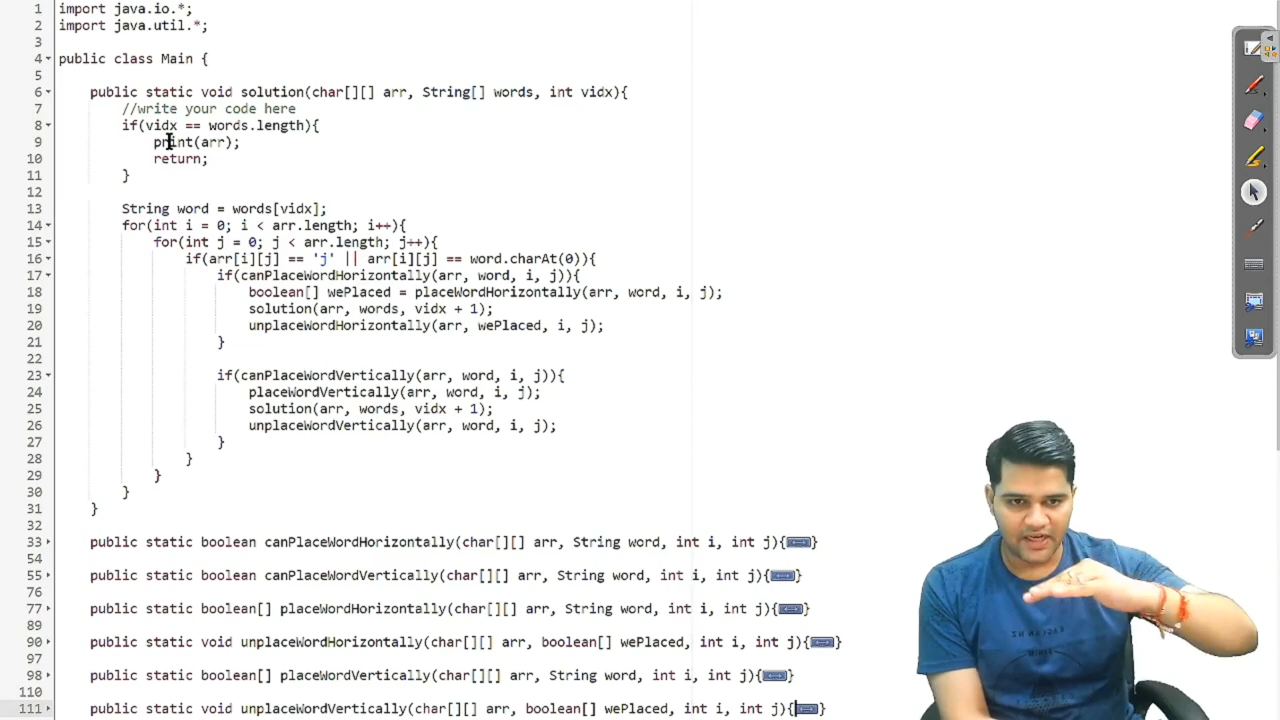 1 import java.io.*;
2 import java.util.*;
3
4 public class Main {
5
6 public static void solution(char[][] arr, String[] words, int vidx){
7 //write your code here
8 if(vidx == words.length){
9 print(arr);
10 return;
11 }
12
13 String word = words[vidx];
14 for(int i = 0; i < arr.length; i++){
15 for(int j = 0; j < arr.length; j++){
16 if(arr[i][j] == 'j' || arr[i][j] == word.charAt(0)){
17 if(canPlaceWordHorizontally(arr, word, i, j)){
18 boolean[] wePlaced = placeWordHorizontally(arr, word, i, j);
19 solution(arr, words, vidx + 1);
20 unplaceWordHorizontally(arr, wePlaced, i, j);
21 }
22
23 if(canPlaceWordVertically(arr, word, i, j)){
24 placeWordVertically(arr, word, i, j);
25 solution(arr, words, vidx + 1);
26 unplaceWordVertically(arr, word, i, j);
27 }
28 }
29 }
30 }
31 }
32
33 public static boolean canPlaceWordHorizontally(char[][] arr, String word, int i, int j){}
54
55 public static boolean canPlaceWordVertically(char[][] arr, String word, int i, int j){}
76
77 public static boolean[] placeWordHorizontally(char[][] arr, String word, int i, int j){}
89
90 public static void unplaceWordHorizontally(char[][] arr, boolean[] wePlaced, int i, int j){}
97
98 public static boolean[] placeWordVertically(char[][] arr, String word, int i, int j){}
110
111 public static void unplaceWordVertically(char[][] arr, boolean[] wePlaced, int i, int j){}